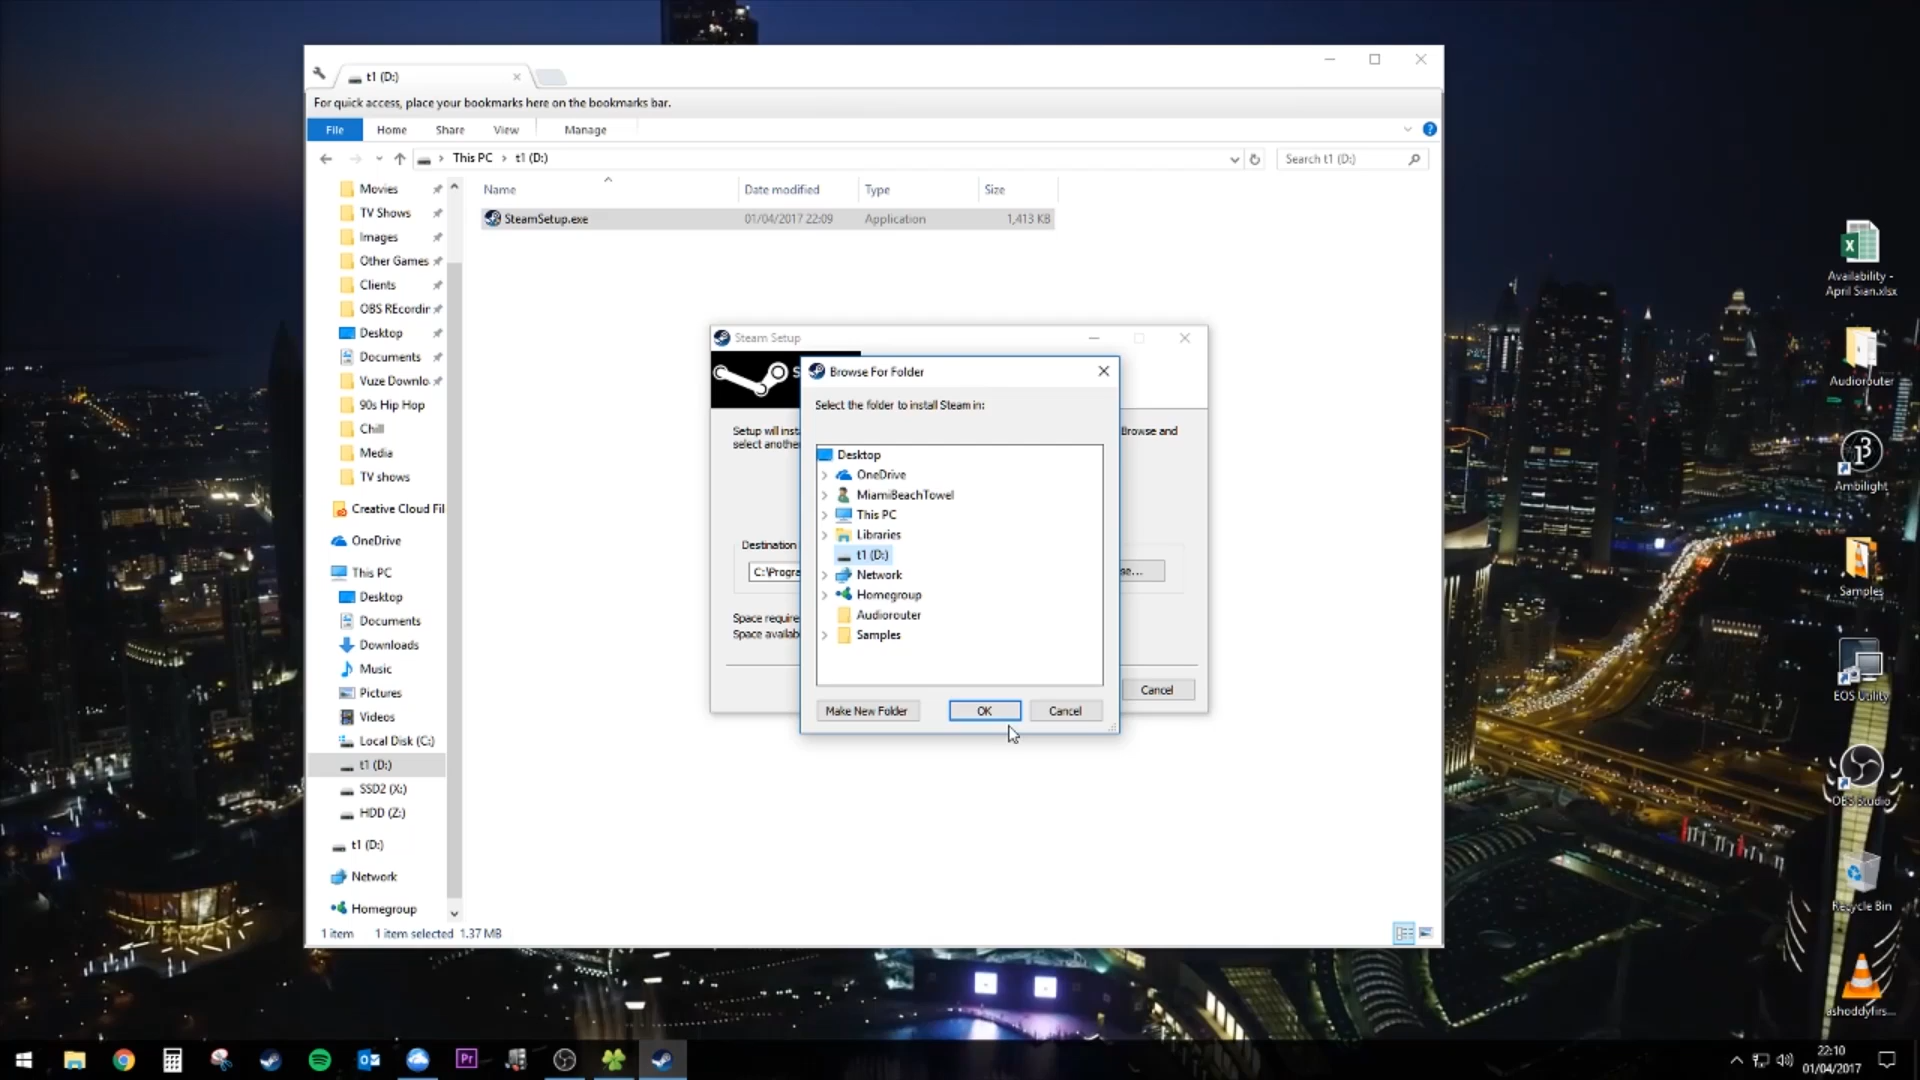 t1 (D:)
For quick access, place your bookmarks here on the bookmarks bar.
File Home Share View Manage
This PC > t1 (D:)
Search t1 (D:)
Name Date modified Type Size
SteamSetup.exe 01/04/2017 22:09 Application 1,413 KB
Movies
TV Shows
Images
Other Games
Clients
OBS REcordin
Desktop
Documents
Vuze Downlo
90s Hip Hop
Chill
Media
TV shows
Creative Cloud Fil
OneDrive
This PC
Desktop
Documents
Downloads
Music
Pictures
Videos
Local Disk (C:)
t1 (D:)
SSD2 (X:)
HDD (Z:)
t1 (D:)
Network
Homegroup
1 item 1 item selected 1.37 MB
Steam Setup
S
Setup will inst
Browse and
select anothe
Destination
C:\Progra
se...
Space require
Space availab
Cancel
Browse For Folder
Select the folder to install Steam in:
Desktop
OneDrive
MiamiBeachTowel
This PC
Libraries
t1 (D:)
Network
Homegroup
Audiorouter
Samples
Make New Folder OK Cancel
Availability -
April Sian.xlsx
Audiorouter
Ambilight
Samples
EOS Utility
OBS Studio
Recycle Bin
ashoddyfirs...
Pr
22:10
01/04/2017